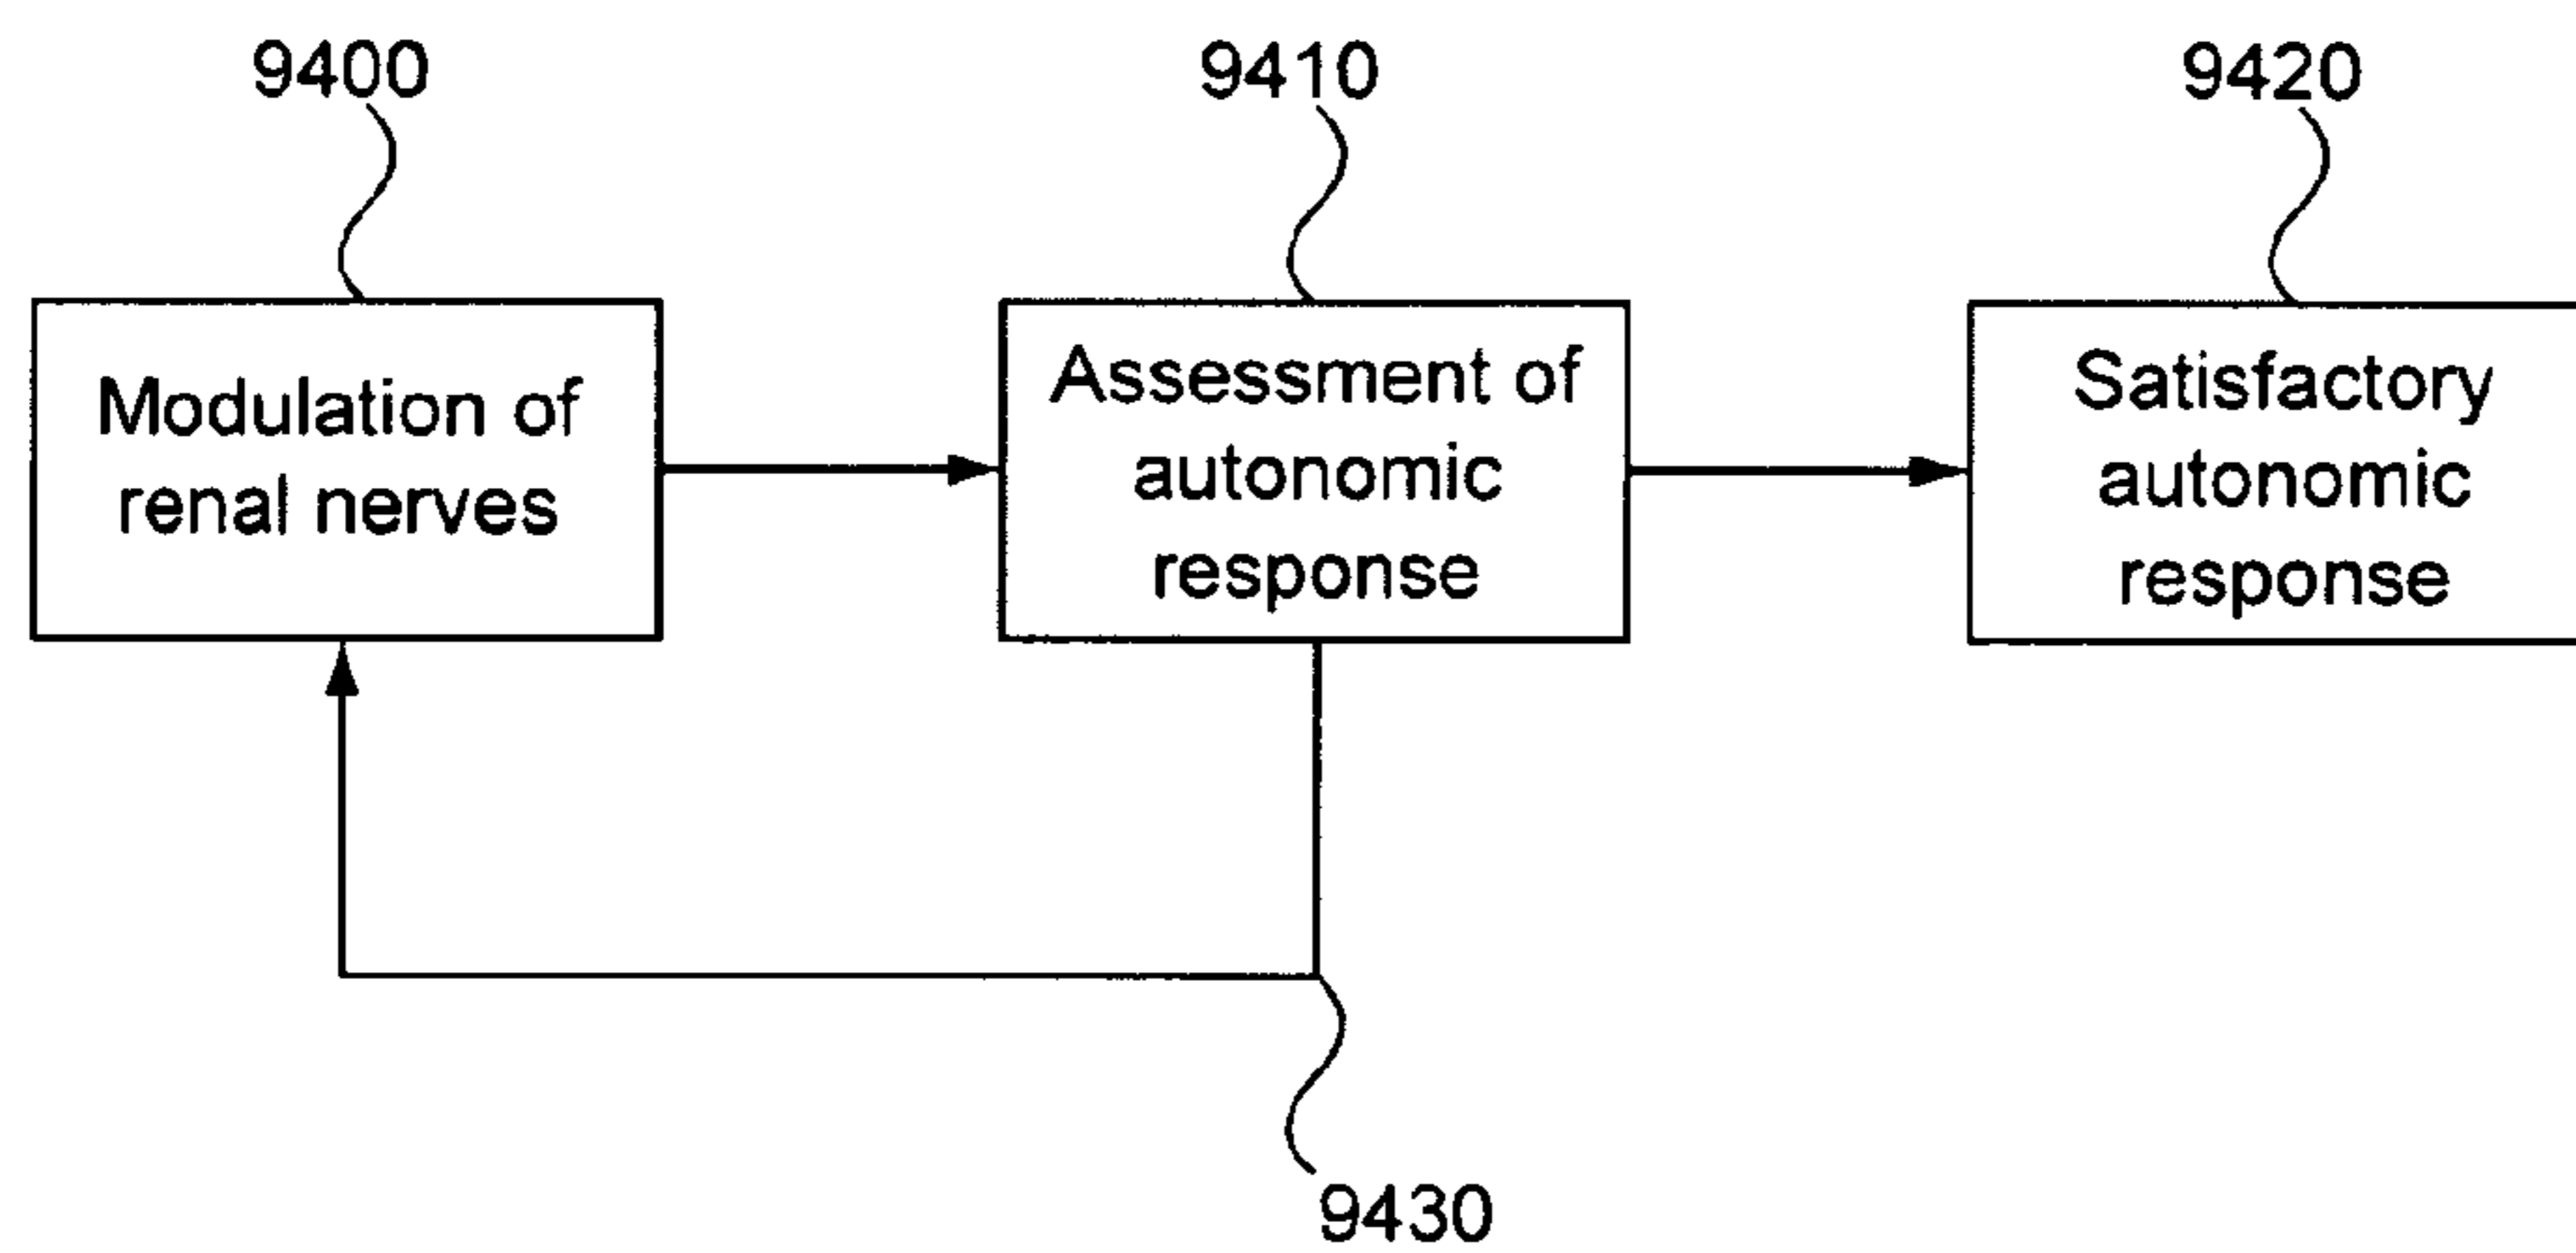 9400
9410
9420
Modulation of
renal nerves
Assessment of
autonomic
response
Satisfactory
autonomic
response
9430